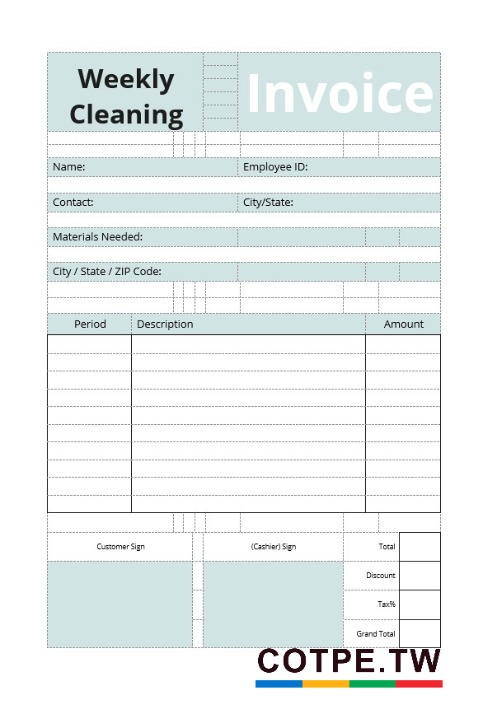 Weekly
Cleaning
Invoice
Name:
Employee ID:
Contact:
City/State:
Materials Needed:
City / State / ZIP Code:
Period
Description
Amount
Customer Sign
(Cashier) Sign
Total
Discount
Tax%
Grand Total
COTPE.TW